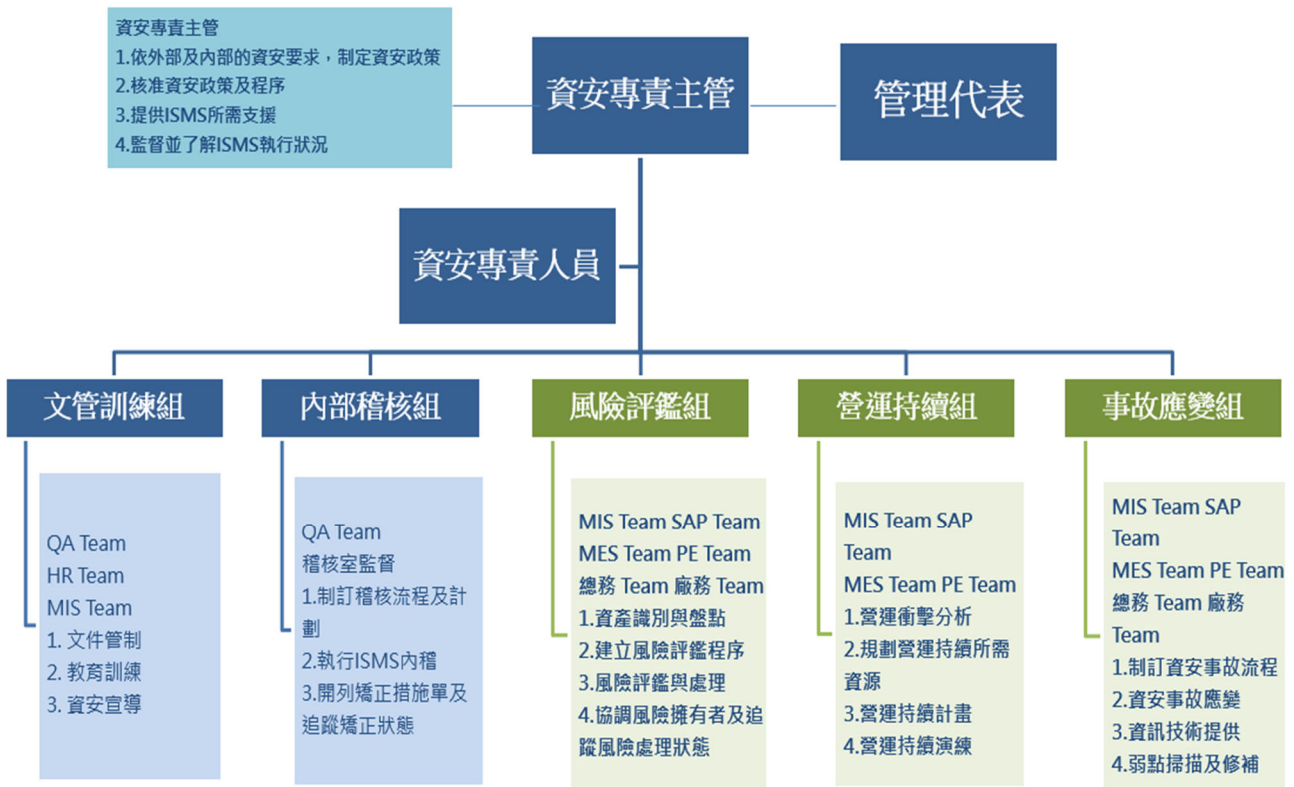 資安專責主管
1.依外部及內部的資安要求，制定資安政策
2.核准資安政策及程序
3.提供ISMS所需支援
4.監督並了解ISMS執行狀況
資安專責主管
管理代表
資安專責人員
文管訓練組
QA Team
HR Team
MIS Team
1. 文件管制
2. 教育訓練
3. 資安宣導
內部稽核組
QA Team
稽核室監督
1.制訂稽核流程及計
劃
2.執行ISMS內稽
3.開列矯正措施單及
追蹤矯正狀態
風險評鑑組
MIS Team SAP Team
MES Team PE Team
總務 Team 廠務 Team
1.資產識別與盤點
2.建立風險評鑑程序
3.風險評鑑與處理
4.協調風險擁有者及追
蹤風險處理狀態
營運持續組
MIS Team SAP
Team
MES Team PE Team
1.營運衝擊分析
2.規劃營運持續所需
資源
3.營運持續計畫
4.營運持續演練
事故應變組
MIS Team SAP
Team
MES Team PE Team
總務 Team 廠務
Team
1.制訂資安事故流程
2.資安事故應變
3.資訊技術提供
4.弱點掃描及修補